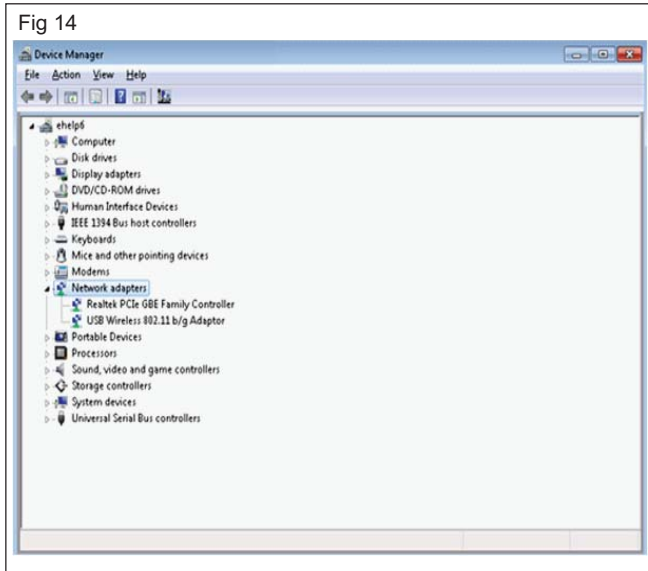 Fig 14
Device Manager
File Action View Help
ehelp6
Computer
Disk drives
Display adapters
DVD/CD-ROM drives
Human Interface Devices
IEEE 1394 Bus host controllers
Keyboards
Mice and other pointing devices
Modems
Network adapters
Realtek PCIe GBE Family Controller
USB Wireless 802.11 b/g Adaptor
Portable Devices
Processors
Sound, video and game controllers
Storage controllers
System devices
Universal Serial Bus controllers